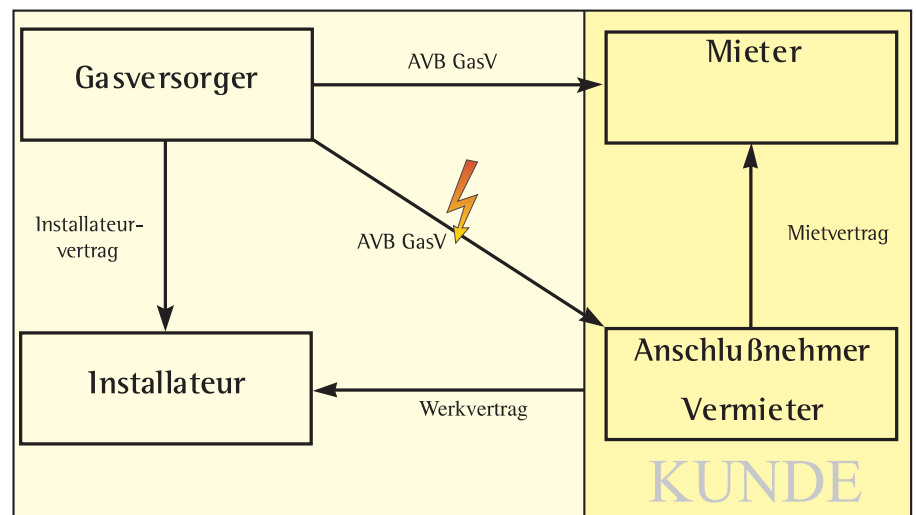 Gasversorger
AVB GasV
Mieter
Installateur-
vertrag
AVB GasV
Mietvertrag
Installateur
Werkvertrag
Anschlußnehmer
Vermieter
KUNDE